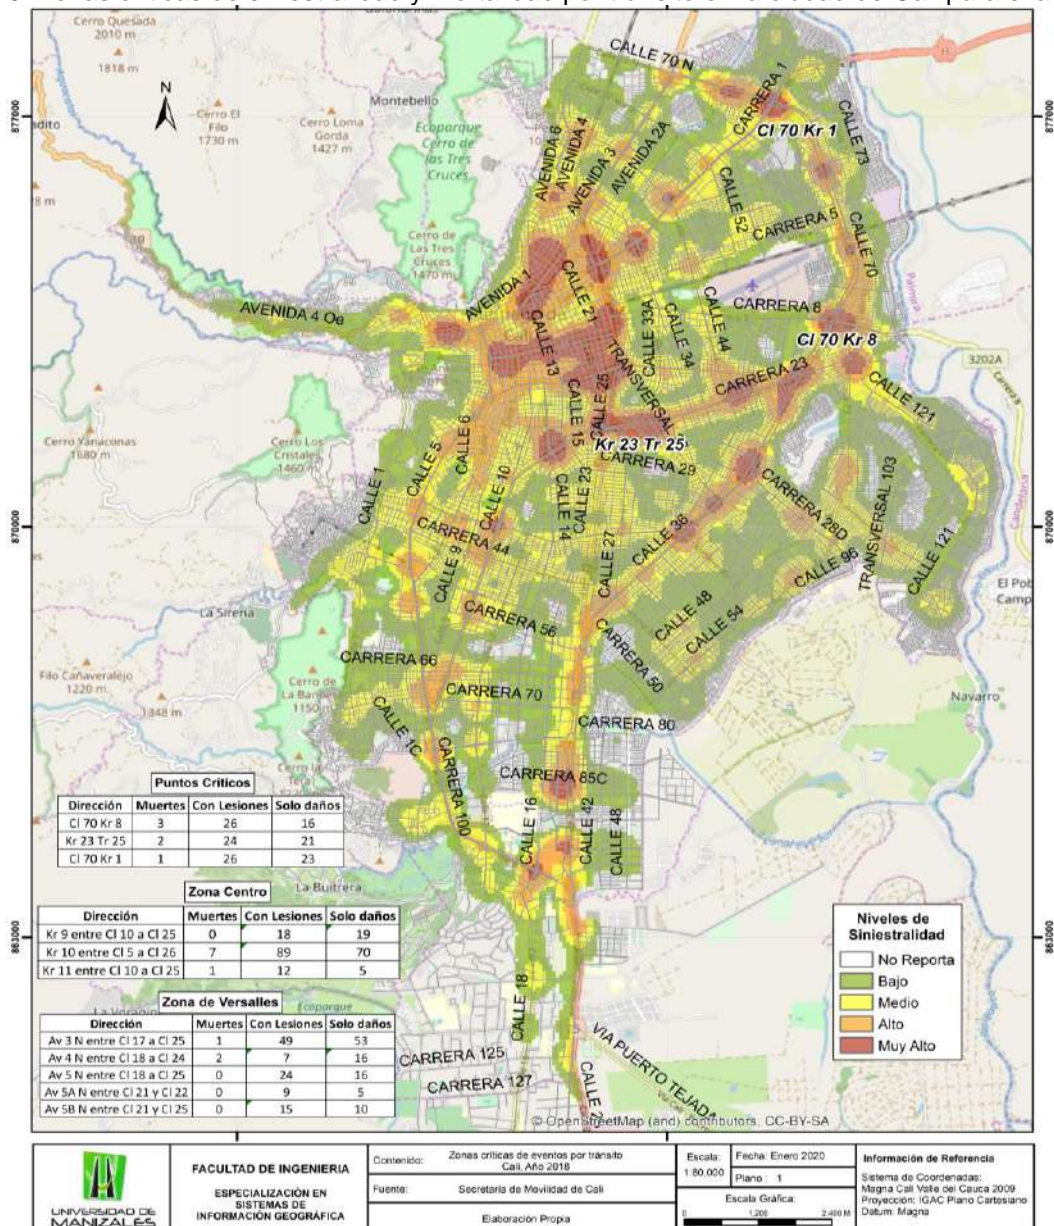 Cerro Quesada
2010 m
1818 m
N
Montebello
Cerro El
Filo
1730 m
Cerro Loma
Gorda
1427 m
Ecoparque
Cerro de
las Tres
Cruces
Cerro de
Las Tres
Cruces
1470 m
CALLE 70 N
CARRERA 1
Cl 70 Kr 1
CALLE 73
AVENIDA 6
AVENIDA 4
AVENIDA 3
AVENIDA 2A
CALLE 52
CARRERA 5
CALLE 70
AVENIDA 4 Oe
AVENIDA 1
CALLE 21
CALLE 13
CALLE 33A
CALLE 34
CALLE 44
CARRERA 8
Cl 70 Kr 8
TRANSVERSAL
CARRERA 23
CALLE 121
3202A
Palmira
Candelaria
CALLE 25
CALLE 15
Kr 23 Tr 25
CARRERA 29
Cerro Yanaconas
1680 m
Cerro Los
Cristales
1460 m
CALLE 1
CALLE 5
CALLE 6
CALLE 10
CALLE 14
CALLE 23
CARRERA 44
CALLE 9
CALLE 27
CALLE 36
CARRERA 28D
TRANSVERSAL 103
CALLE 96
CALLE 121
La Sirena
CARRERA 56
CALLE 48
CALLE 54
CARRERA 50
Filo Cañaveralejo
1220 m
1348 m
CARRERA 66
CARRERA 70
CALLE 1C
CARRERA 80
Navarro
CARRERA 85C
CARRERA 100
CALLE 16
CALLE 42
CALLE 48
877000
870000
863000
877000
870000
863000
Puntos Críticos
Dirección Muertes Con Lesiones Solo daños
Cl 70 Kr 8 3 26 16
Kr 23 Tr 25 2 24 21
Cl 70 Kr 1 1 26 23
La Buitrera
Zona Centro
Dirección Muertes Con Lesiones Solo daños
Kr 9 entre Cl 10 a Cl 25 0 18 19
Kr 10 entre Cl 5 a Cl 26 7 89 70
Kr 11 entre Cl 10 a Cl 25 1 12 5
Ecoparque
Zona de Versalles
Dirección Muertes Con Lesiones Solo daños
Av 3 N entre Cl 17 a Cl 25 1 49 53
Av 4 N entre Cl 18 a Cl 24 2 7 16
Av 5 N entre Cl 18 a Cl 25 0 24 16
Av 5A N entre Cl 21 y Cl 22 0 9 5
Av 5B N entre Cl 21 y Cl 25 0 15 10
CALLE 18
CARRERA 125
CARRERA 127
VIA PUERTO TEJADA
Niveles de
Siniestralidad
No Reporta
Bajo
Medio
Alto
Muy Alto
© OpenStreetMap (and) contributors, CC-BY-SA
UNIVERSIDAD DE
MANIZALES
FACULTAD DE INGENIERIA
ESPECIALIZACIÓN EN
SISTEMAS DE
INFORMACIÓN GEOGRÁFICA
Contenido: Zonas críticas de eventos por tránsito
Cali, Año 2018
Fuente: Secretaria de Movilidad de Cali
Elaboración Propia
Escala:
1:80,000
Fecha: Enero 2020
Plano : 1
Escala Gráfica:
0 1,200 2,400 M
Información de Referencia
Sistema de Coordenadas:
Magna Cali Valle del Cauca 2009
Proyección: IGAC Plano Cartesiano
Datum: Magna